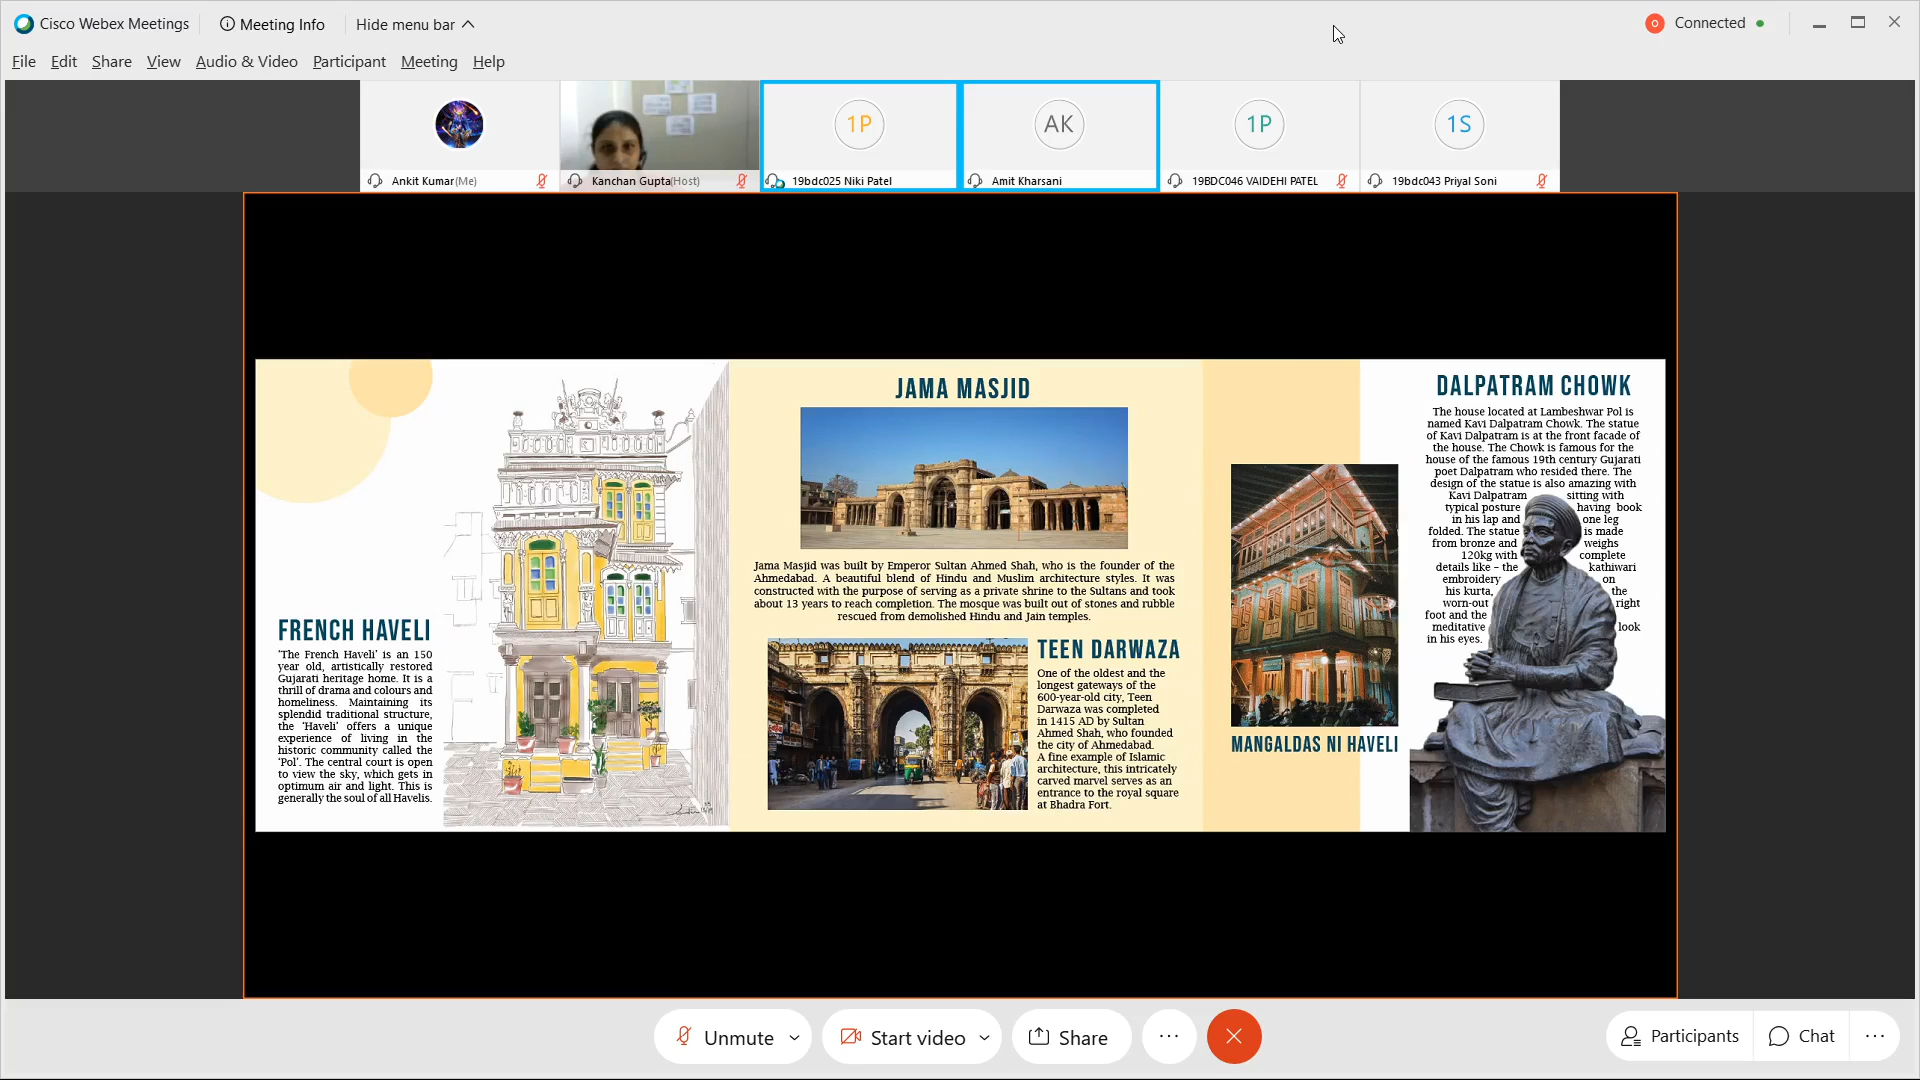 Cisco Webex Meetings
Meeting Info
Hide menu bar
Connected
File Edit Share View Audio & Video Participant Meeting Help
1P
AK
1P
1S
Ankit Kumar(Me)
Kanchan Gupta(Host)
19bdc025 Niki Patel
Amit Kharsani
19BDC046 VAIDEHI PATEL
19bdc043 Priyal Soni
FRENCH HAVELI
'The French Haveli' is an 150
year old, artistically restored
Gujarati heritage home. It is a
thrill of drama and colours and
homeliness. Maintaining its
splendid traditional structure,
the 'Haveli' offers a unique
experience of living in the
historic community called the
'Pol'. The central court is open
to view the sky, which gets in
optimum air and light. This is
generally the soul of all Havelis.
JAMA MASJID
Jama Masjid was built by Emperor Sultan Ahmed Shah, who is the founder of the
Ahmedabad. A beautiful blend of Hindu and Muslim architecture styles. It was
constructed with the purpose of serving as a private shrine to the Sultans and took
about 13 years to reach completion. The mosque was built out of stones and rubble
rescued from demolished Hindu and Jain temples.
TEEN DARWAZA
One of the oldest and the
longest gateways of the
600-year-old city, Teen
Darwaza was completed
in 1415 AD by Sultan
Ahmed Shah, who founded
the city of Ahmedabad.
A fine example of Islamic
architecture, this intricately
carved marvel serves as an
entrance to the royal square
at Bhadra Fort.
MANGALDAS NI HAVELI
DALPATRAM CHOWK
The house located at Lambeshwar Pol is
named Kavi Dalpatram Chowk. The statue
of Kavi Dalpatram is at the front facade of
the house. The Chowk is famous for the
house of the famous 19th century Gujarati
poet Dalpatram who resided there. The
design of the statue is also amazing with
Kavi Dalpatram sitting with
typical posture having book
in his lap and one leg
folded. The statue is made
from bronze and weighs
120kg with complete
details like – the kathiwari
embroidery on
his kurta, the
worn-out right
foot and the
meditative look
in his eyes.
Unmute
Start video
Share
Participants
Chat